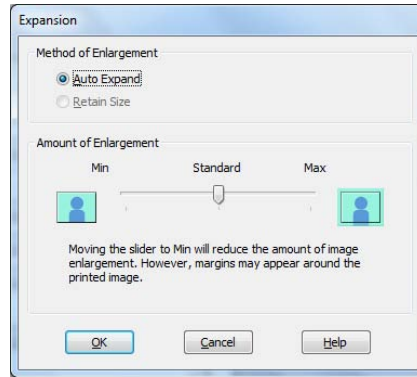 Expansion
Method of Enlargement
Auto Expand
Retain Size
Amount of Enlargement
Min Standard Max
Moving the slider to Min will reduce the amount of image
enlargement. However, margins may appear around the
printed image.
OK Cancel Help